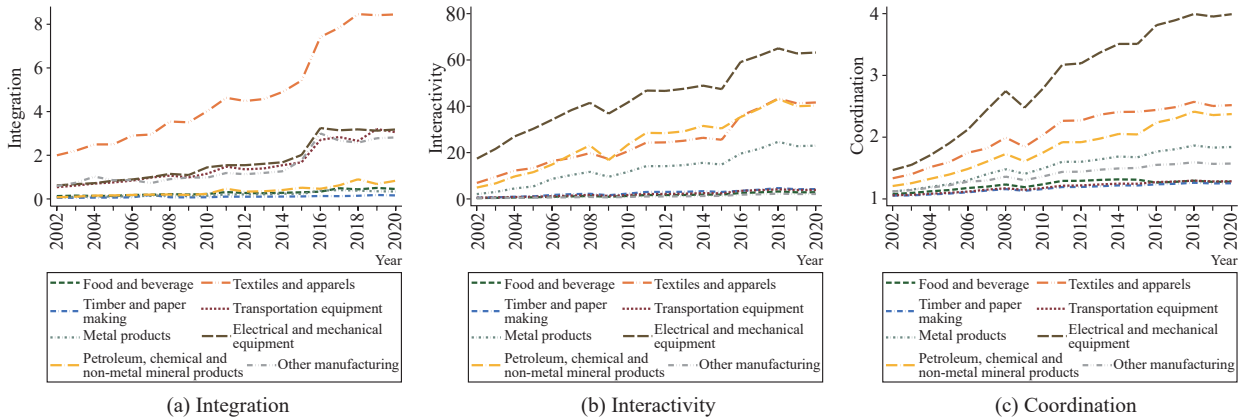 Integration
8
6
4
2
0
2002
2004
2006
2008
2010
2012
2014
2016
2018
2020
Year
Food and beverage
Textiles and apparels
Timber and paper
making
Transportation equipment
Metal products
Electrical and mechanical
equipment
Petroleum, chemical and
non-metal mineral products
Other manufacturing
(a) Integration
Interactivity
80
60
40
20
0
2002
2004
2006
2008
2010
2012
2014
2016
2018
2020
Year
Food and beverage
Textiles and apparels
Timber and paper
making
Transportation equipment
Metal products
Electrical and mechanical
equipment
Petroleum, chemical and
non-metal mineral products
Other manufacturing
(b) Interactivity
Coordination
4
3
2
1
2002
2004
2006
2008
2010
2012
2014
2016
2018
2020
Year
Food and beverage
Textiles and apparels
Timber and paper
making
Transportation equipment
Metal products
Electrical and mechanical
equipment
Petroleum, chemical and
non-metal mineral products
Other manufacturing
(c) Coordination